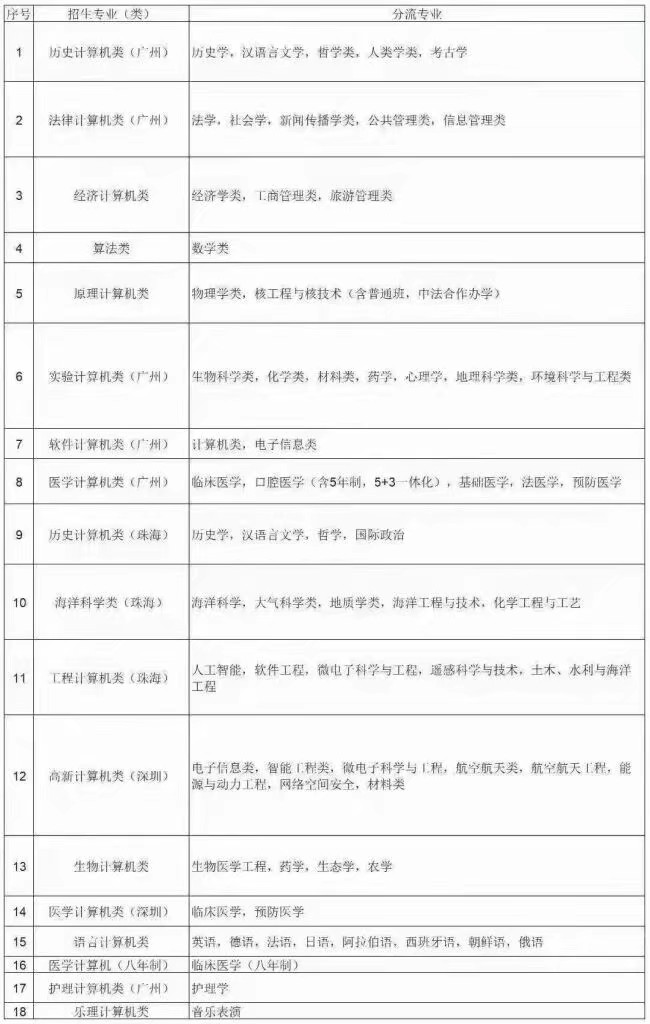 序号 招生专业（类） 分流专业
1 历史计算机类（广州） 历史学，汉语言文学，哲学类，人类学类，考古学
2 法律计算机类（广州） 法学，社会学，新闻传播学类，公共管理类，信息管理类
3 经济计算机类 经济学类，工商管理类，旅游管理类
4 算法类 数学类
5 原理计算机类 物理学类，核工程与核技术（含普通班，中法合作办学）
6 实验计算机类（广州） 生物科学类，化学类，材料类，药学，心理学，地理科学类，环境科学与工程类
7 软件计算机类（广州） 计算机类，电子信息类
8 医学计算机类（广州） 临床医学，口腔医学（含5年制，5+3一体化），基础医学，法医学，预防医学
9 历史计算机类（珠海） 历史学，汉语言文学，哲学，国际政治
10 海洋科学类（珠海） 海洋科学，大气科学类，地质学类，海洋工程与技术，化学工程与工艺
11 工程计算机类（珠海） 人工智能，软件工程，微电子科学与工程，遥感科学与技术，土木、水利与海洋
工程
12 高新计算机类（深圳） 电子信息类，智能工程类，微电子科学与工程，航空航天类，航空航天工程，能
源与动力工程，网络空间安全，材料类
13 生物计算机类 生物医学工程，药学，生态学，农学
14 医学计算机类（深圳） 临床医学，预防医学
15 语言计算机类 英语，德语，法语，日语，阿拉伯语，西班牙语，朝鲜语，俄语
16 医学计算机（八年制） 临床医学（八年制）
17 护理计算机类（广州） 护理学
18 乐理计算机类 音乐表演